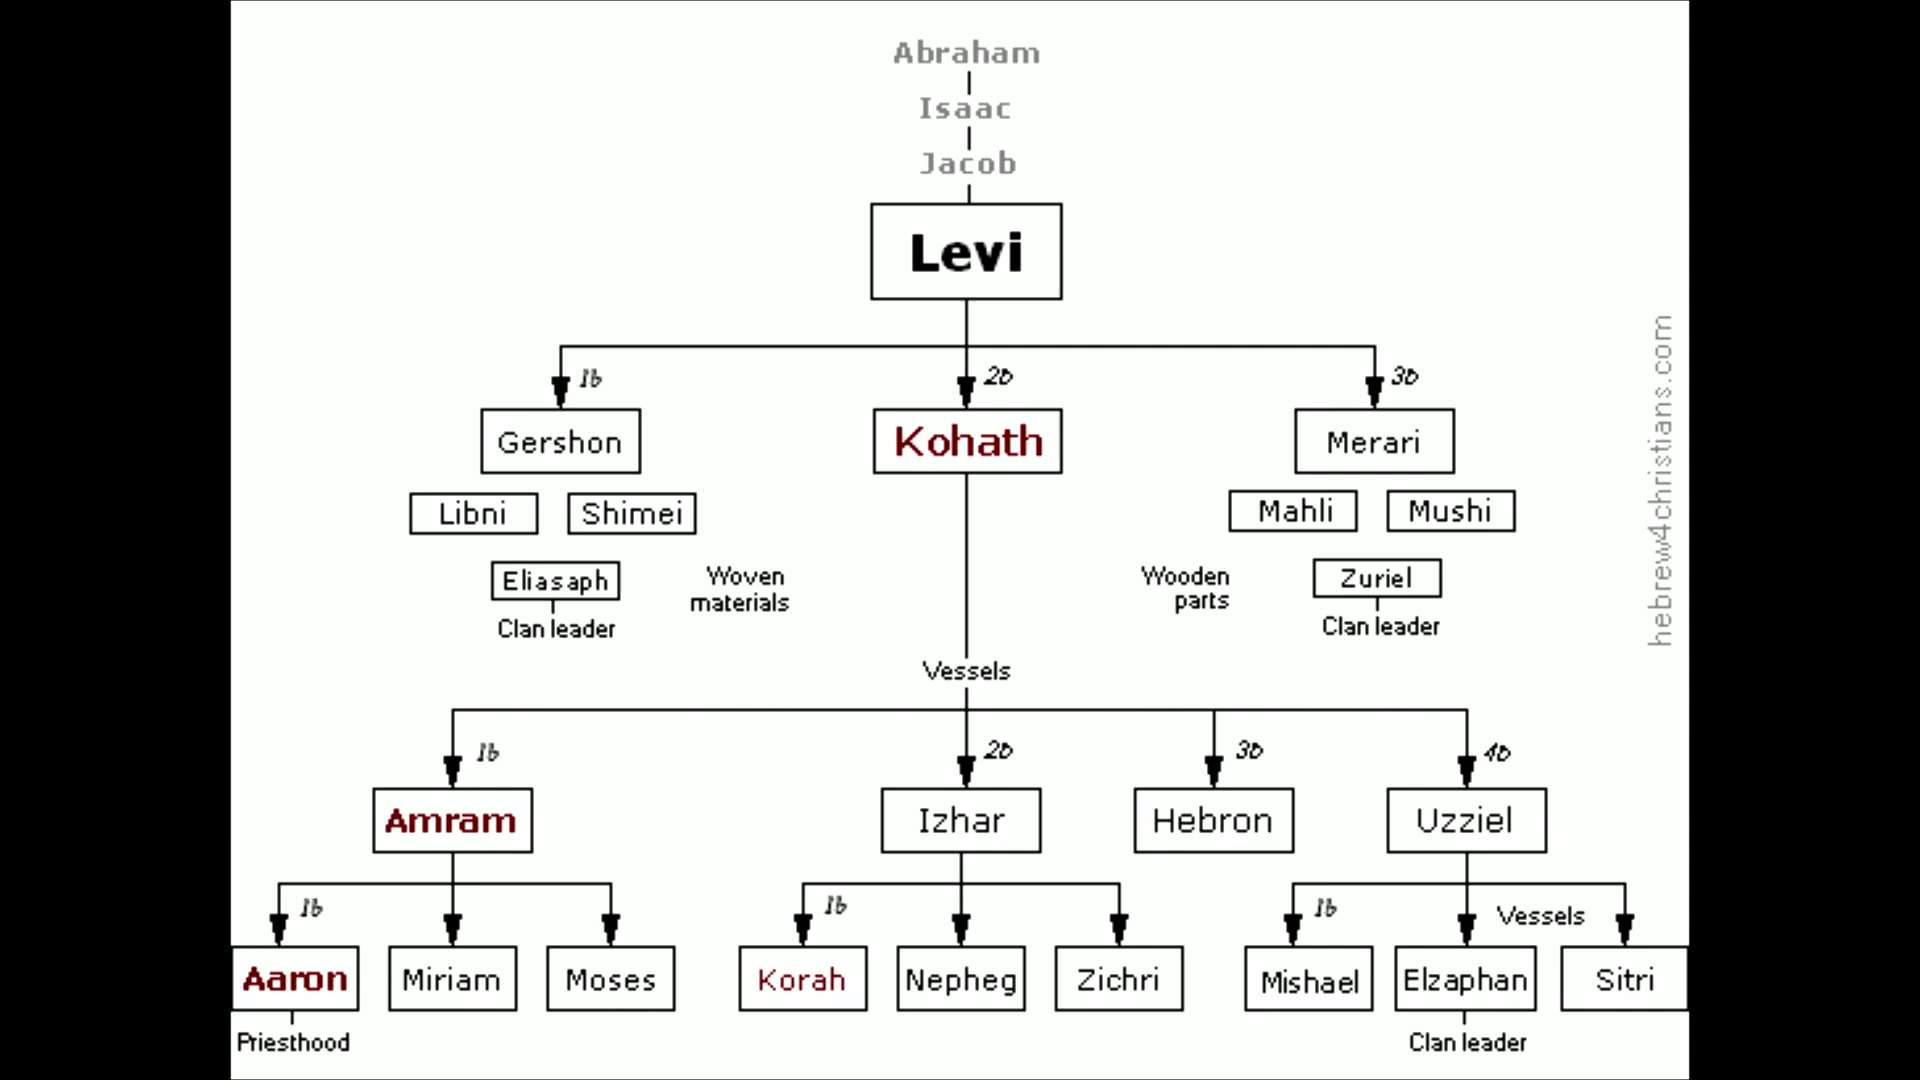 Abraham
Isaac
Jacob
Levi
1b
2b
3b
Gershon
Kohath
Merari
Libni
Shimei
Mahli
Mushi
Eliasaph
Woven
materials
Wooden
parts
Zuriel
Clan leader
Clan leader
Vessels
1b
2b
3b
4b
Amram
Izhar
Hebron
Uzziel
1b
1b
1b
Vessels
Aaron
Miriam
Moses
Korah
Nepheg
Zichri
Mishael
Elzaphan
Sitri
Priesthood
Clan leader
hebrew4christians.com